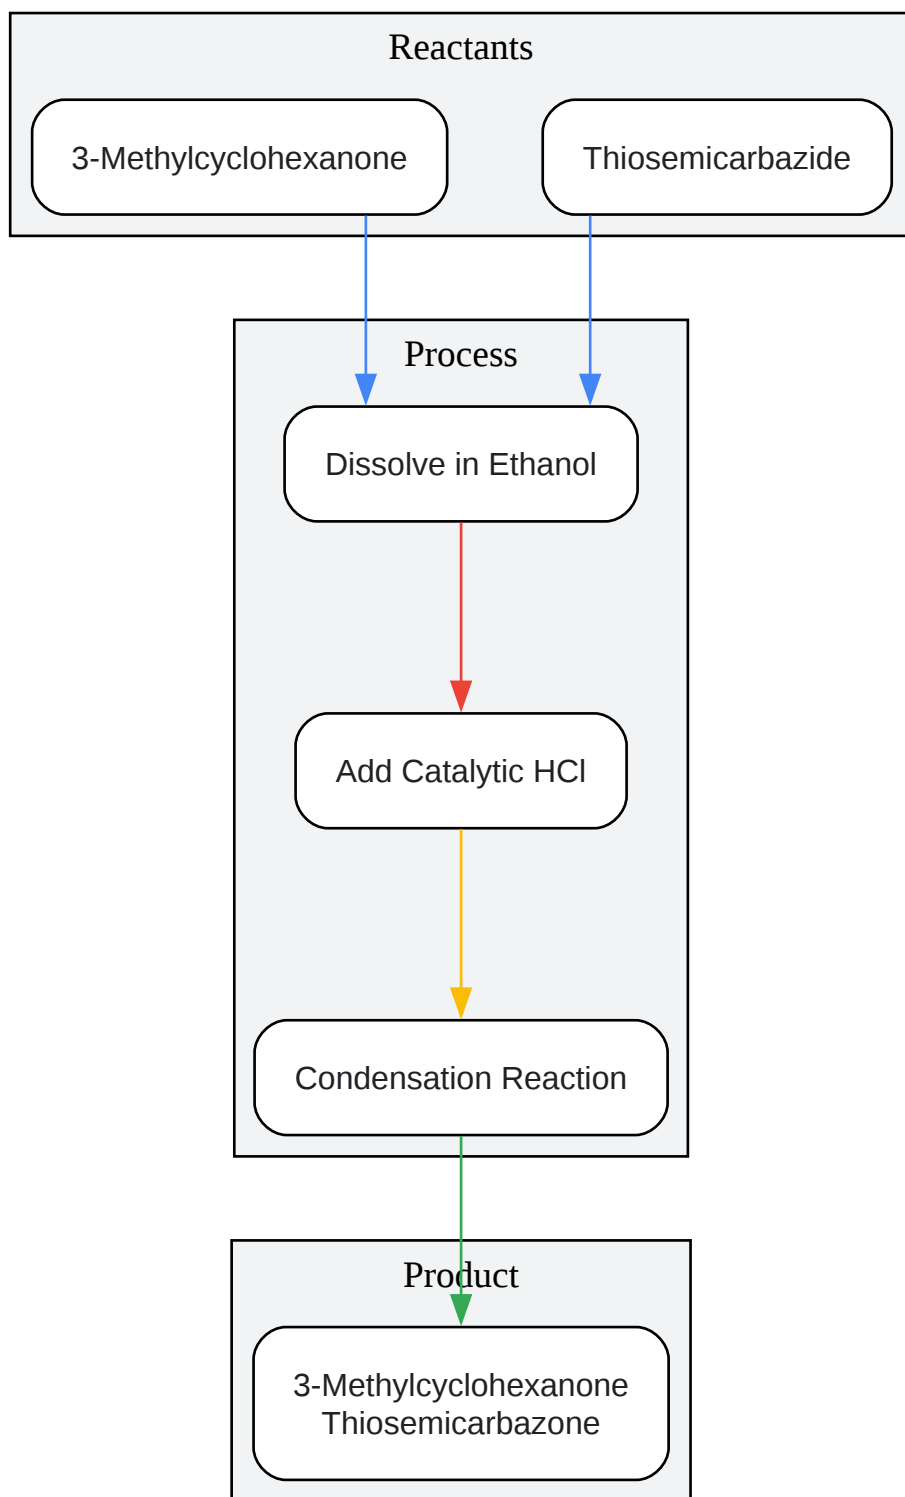 Reactants
3-Methylcyclohexanone
Thiosemicarbazide
Process
Dissolve in Ethanol
Add Catalytic HCl
Condensation Reaction
Product
3-Methylcyclohexanone
Thiosemicarbazone